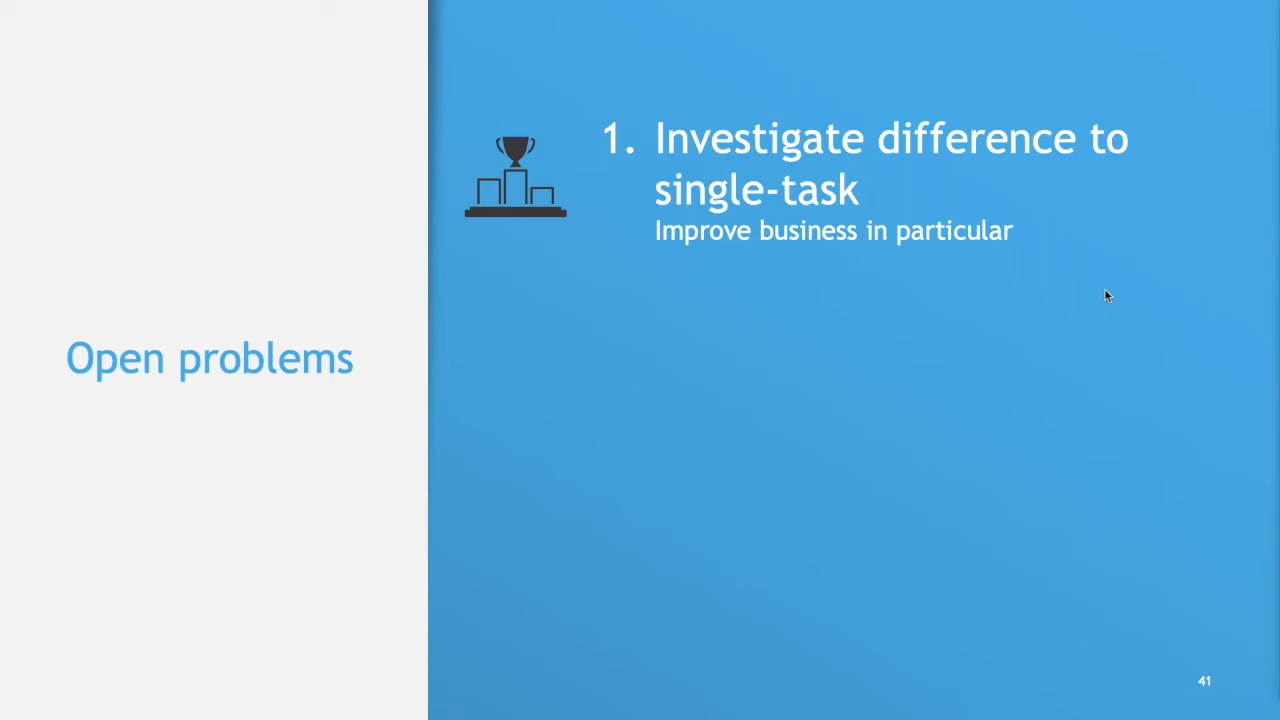 Open problems
1. Investigate difference to
single-task
Improve business in particular
41